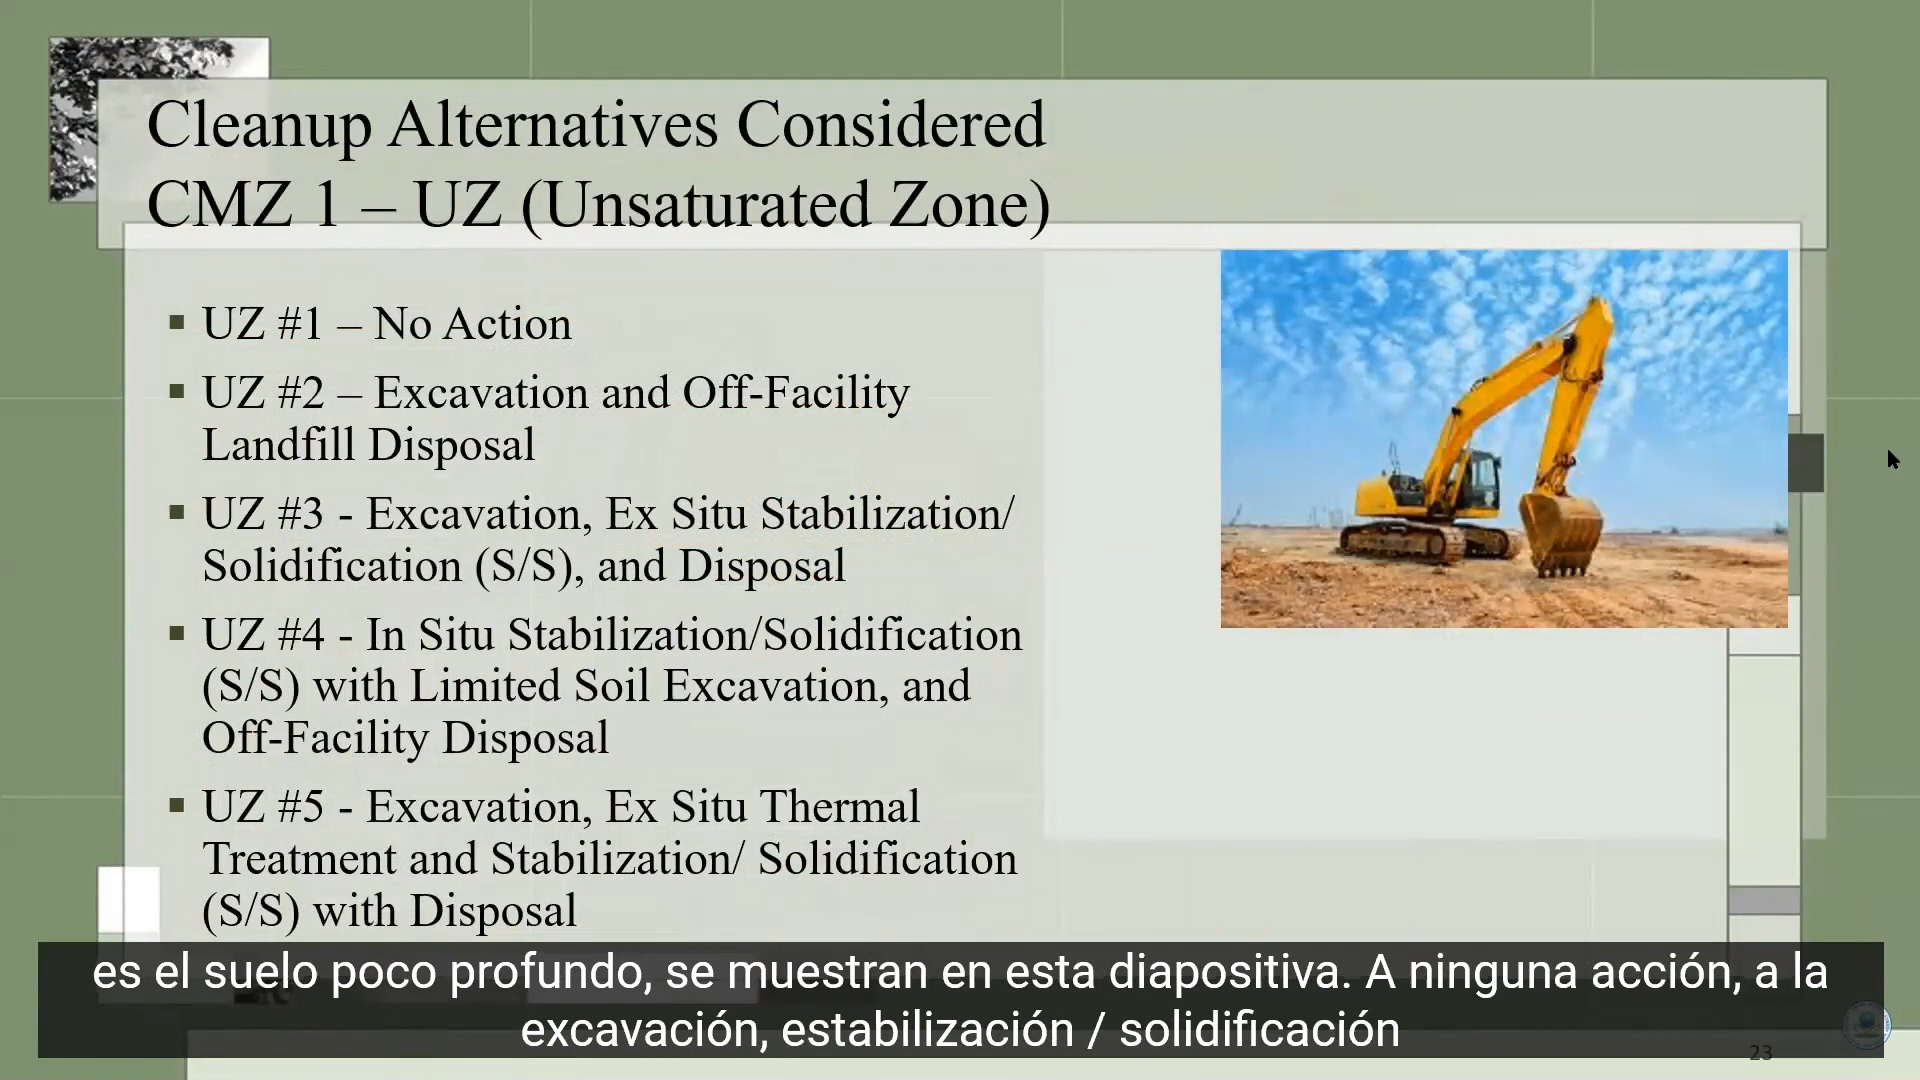 Cleanup Alternatives Considered
CMZ 1 – UZ (Unsaturated Zone)
UZ #1 – No Action
UZ #2 – Excavation and Off-Facility
Landfill Disposal
UZ #3 - Excavation, Ex Situ Stabilization/
Solidification (S/S), and Disposal
UZ #4 - In Situ Stabilization/Solidification
(S/S) with Limited Soil Excavation, and
Off-Facility Disposal
UZ #5 - Excavation, Ex Situ Thermal
Treatment and Stabilization/ Solidification
(S/S) with Disposal
es el suelo poco profundo, se muestran en esta diapositiva. A ninguna acción, a la
excavación, estabilización / solidificación
23